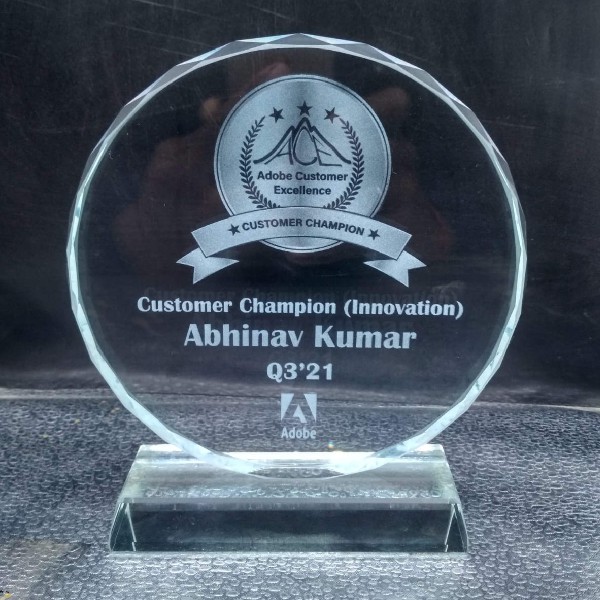 ACE
Adobe Customer
Excellence
CUSTOMER CHAMPION
Customer Champion (Innovation)
Abhinav Kumar
Q3'21
Adobe